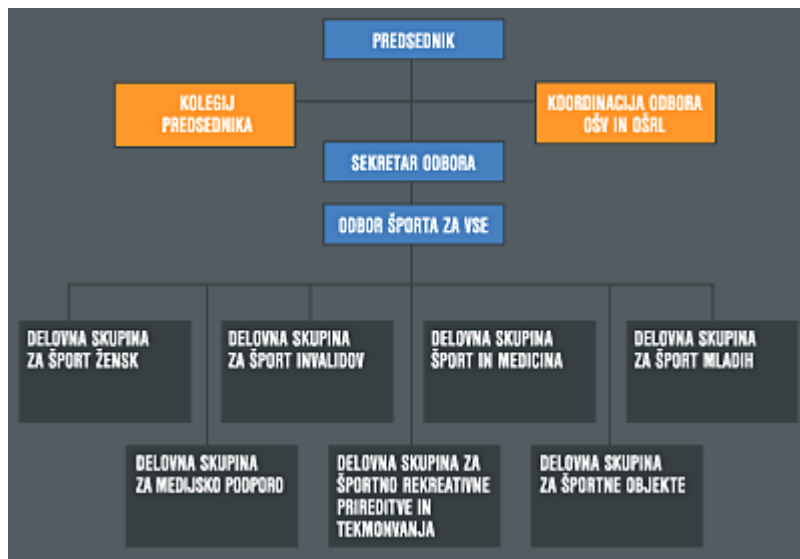 PREDSEDNIK
KOLEGIJ
PREDSEDNIKA
KOORDINACIJA ODBORA
OŠV IN OŠRL
SEKRETAR ODBORA
ODBOR ŠPORTA ZA VSE
DELOVNA SKUPINA
ZA ŠPORT ŽENSK
DELOVNA SKUPINA
ZA ŠPORT INVALIDOV
DELOVNA SKUPINA
ŠPORT IN MEDICINA
DELOVNA SKUPINA
ZA ŠPORT MLADIH
DELOVNA SKUPINA
ZA MEDIJSKO PODPORO
DELOVNA SKUPINA ZA
ŠPORTNO REKREATIVNE
PRIREDITVE IN
TEKMONVANJA
DELOVNA SKUPINA
ZA ŠPORTNE OBJEKTE